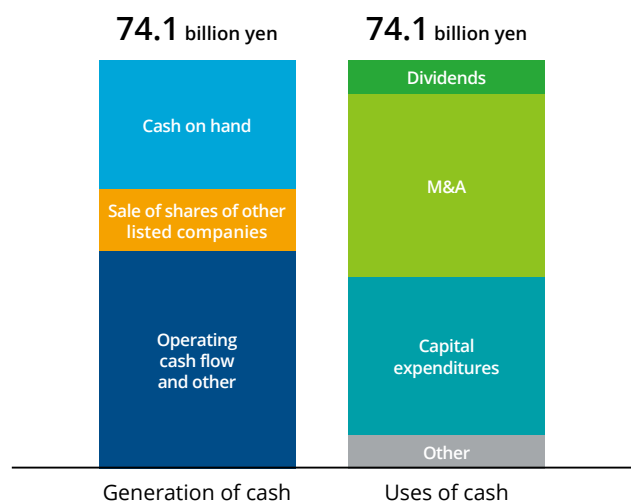 74.1 billion yen
74.1 billion yen
Cash on hand
Sale of shares of other
listed companies
Operating
cash flow
and other
Dividends
M&A
Capital
expenditures
Other
Generation of cash
Uses of cash